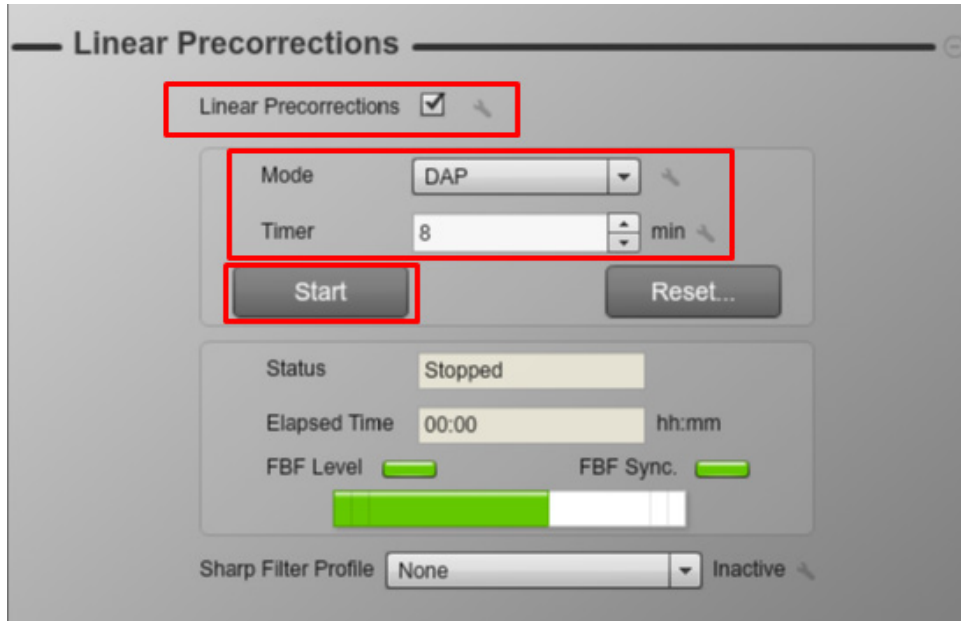 Linear Precorrections
Linear Precorrections
Mode DAP
Timer 8 min
Start Reset...
Status Stopped
Elapsed Time 00:00 hh:mm
FBF Level FBF Sync.
Sharp Filter Profile None Inactive